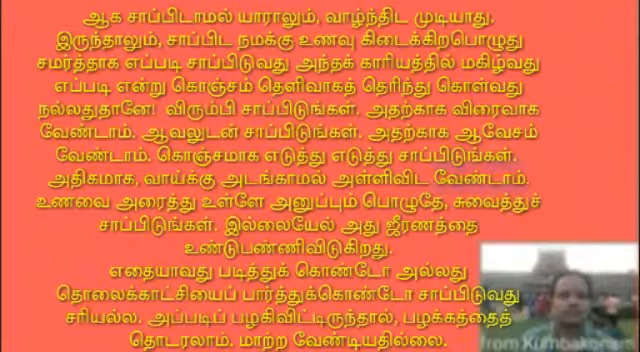 ஆக சாப்பிடாமல் யாராலும், வாழ்ந்திட முடியாது.
இருந்தாலும், சாப்பிட நமக்கு உணவு கிடைக்கிறபொழுது
சமர்த்தாக எப்படி சாப்பிடுவது அந்தக் காரியத்தில் மகிழ்வது
எப்படி என்று கொஞ்சம் தெளிவாகத் தெரிந்து கொள்வது
நல்லதுதானே! விரும்பி சாப்பிடுங்கள். அதற்காக விரைவாக
வேண்டாம். ஆவலுடன் சாப்பிடுங்கள். அதற்காக ஆவேசம்
வேண்டாம். கொஞ்சமாக எடுத்து எடுத்து சாப்பிடுங்கள்.
அதிகமாக, வாய்க்கு அடங்காமல் அள்ளிவிட வேண்டாம்.
உணவை அரைத்து உள்ளே அனுப்பும் பொழுதே, சுவைத்துச்
சாப்பிடுங்கள். இல்லையேல் அது ஜீரணத்தை
உண்டுபண்ணிவிடுகிறது.
எதையாவது படித்துக் கொண்டோ அல்லது
தொலைக்காட்சியைப் பார்த்துக்கொண்டோ சாப்பிடுவது
சரியல்ல. அப்படிப் பழகிவிட்டிருந்தால், பழக்கத்தைத்
தொடரலாம். மாற்ற வேண்டியதில்லை.
from Kumbakonam